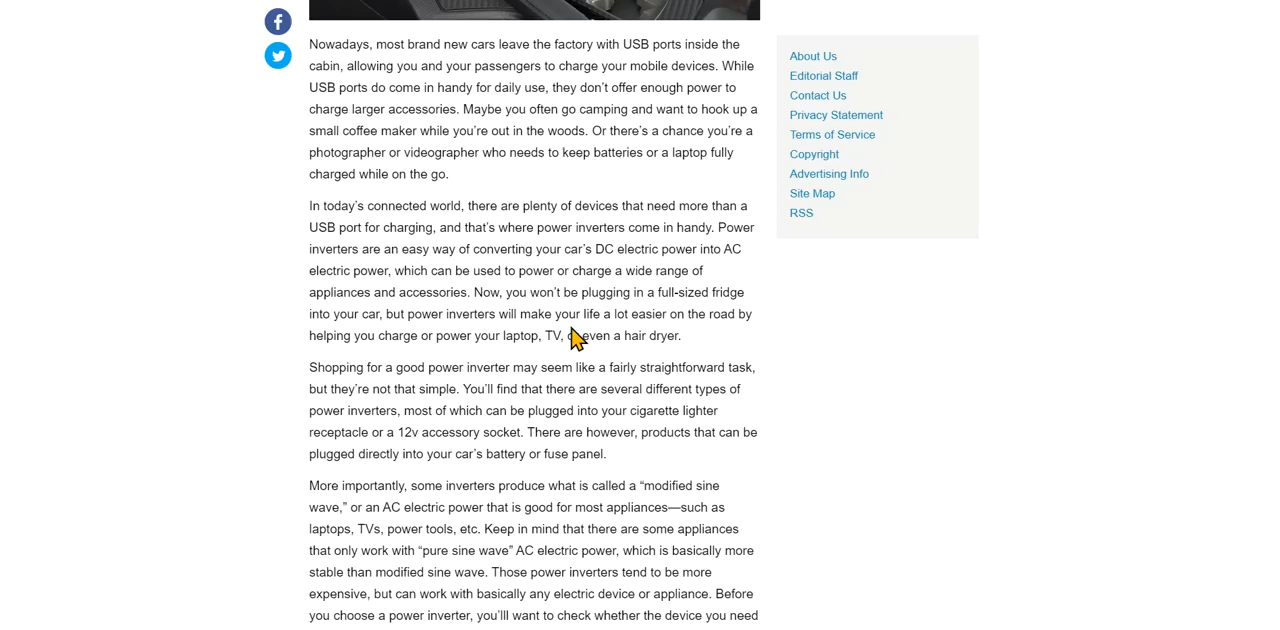 Nowadays, most brand new cars leave the factory with USB ports inside the
cabin, allowing you and your passengers to charge your mobile devices. While
USB ports do come in handy for daily use, they don’t offer enough power to
charge larger accessories. Maybe you often go camping and want to hook up a
small coffee maker while you’re out in the woods. Or there’s a chance you’re a
photographer or videographer who needs to keep batteries or a laptop fully
charged while on the go.
In today’s connected world, there are plenty of devices that need more than a
USB port for charging, and that’s where power inverters come in handy. Power
inverters are an easy way of converting your car’s DC electric power into AC
electric power, which can be used to power or charge a wide range of
appliances and accessories. Now, you won’t be plugging in a full-sized fridge
into your car, but power inverters will make your life a lot easier on the road by
helping you charge or power your laptop, TV, or even a hair dryer.
Shopping for a good power inverter may seem like a fairly straightforward task,
but they’re not that simple. You’ll find that there are several different types of
power inverters, most of which can be plugged into your cigarette lighter
receptacle or a 12v accessory socket. There are however, products that can be
plugged directly into your car’s battery or fuse panel.
More importantly, some inverters produce what is called a “modified sine
wave,” or an AC electric power that is good for most appliances—such as
laptops, TVs, power tools, etc. Keep in mind that there are some appliances
that only work with “pure sine wave” AC electric power, which is basically more
stable than modified sine wave. Those power inverters tend to be more
expensive, but can work with basically any electric device or appliance. Before
you choose a power inverter, you’lll want to check whether the device you need
About Us
Editorial Staff
Contact Us
Privacy Statement
Terms of Service
Copyright
Advertising Info
Site Map
RSS